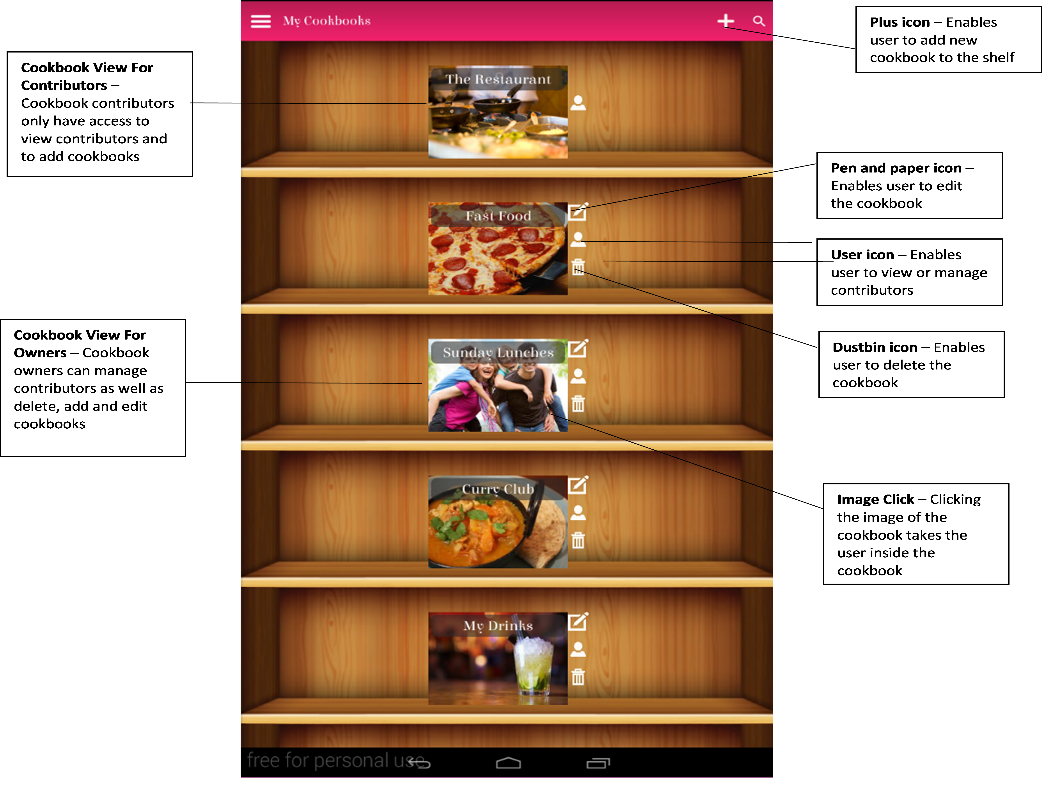 My Cookbooks
Plus icon – Enables
user to add new
cookbook to the shelf
Cookbook View For
Contributors –
Cookbook contributors
only have access to
view contributors and
to add cookbooks
The Restaurant
Pen and paper icon –
Enables user to edit
the cookbook
Fast Food
User icon – Enables
user to view or manage
contributors
Cookbook View For
Owners – Cookbook
owners can manage
contributors as well as
delete, add and edit
cookbooks
Dustbin icon – Enables
user to delete the
cookbook
Sunday Lunches
Curry Club
Image Click – Clicking
the image of the
cookbook takes the
user inside the
cookbook
My Drinks
free for personal use